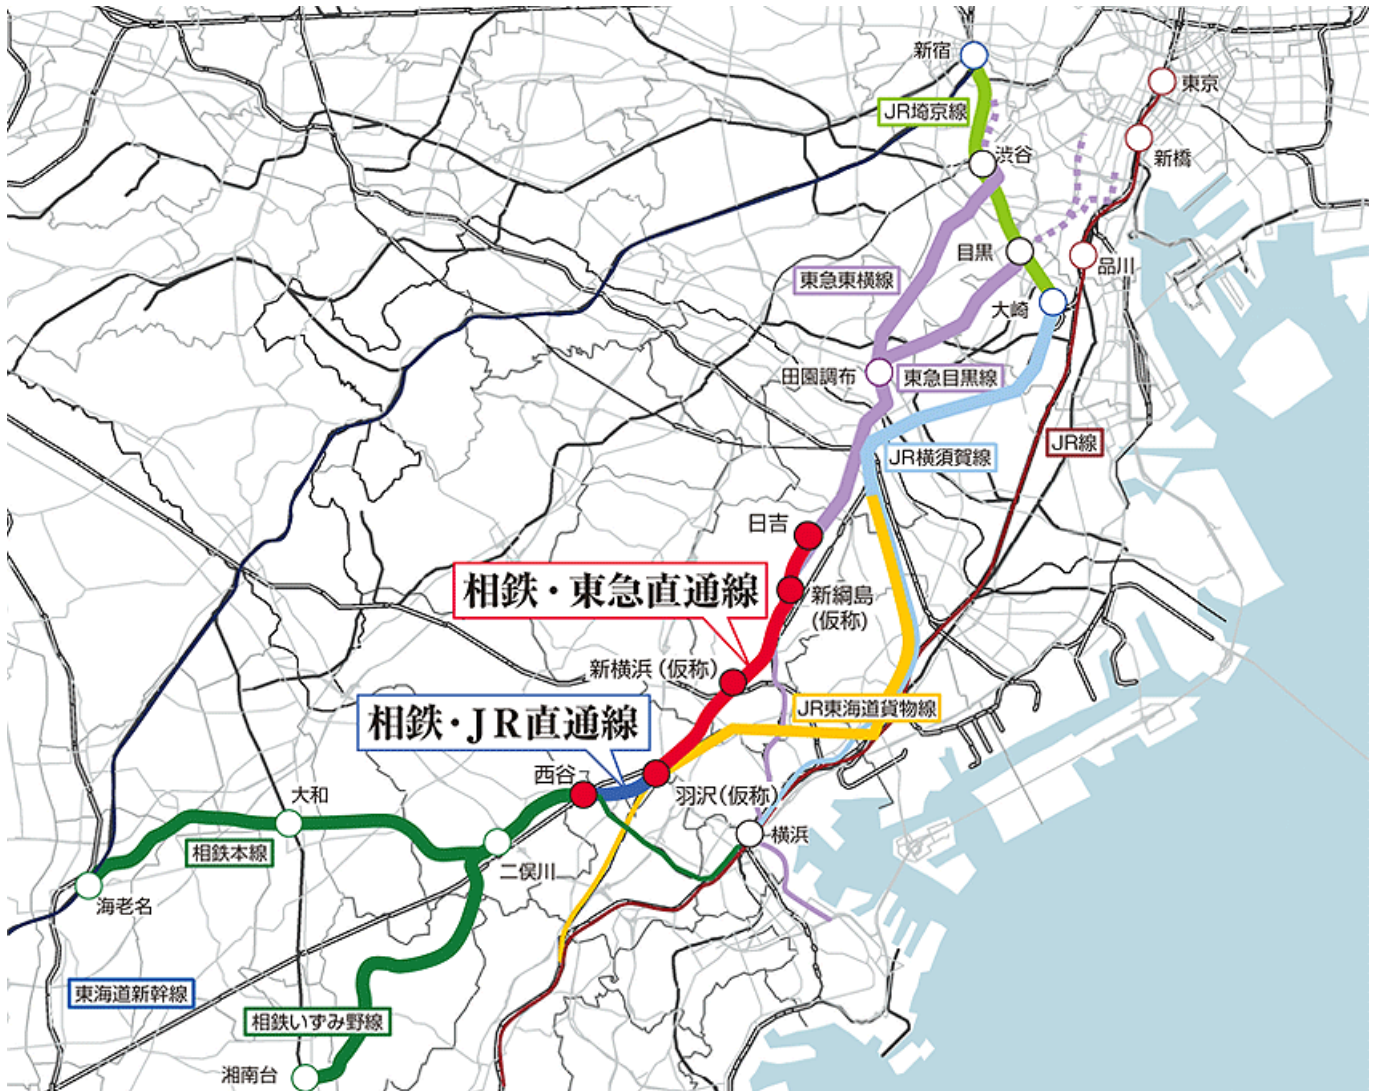 新宿
東京
JR埼京線
新橋
渋谷
目黒
品川
東急東横線
大崎
田園調布
東急目黒線
JR線
JR横須賀線
日吉
相鉄・東急直通線
新綱島
(仮称)
新横浜(仮称)
相鉄・JR直通線
JR東海道貨物線
西谷
羽沢(仮称)
大和
横浜
相鉄本線
二俣川
海老名
東海道新幹線
相鉄いずみ野線
湘南台